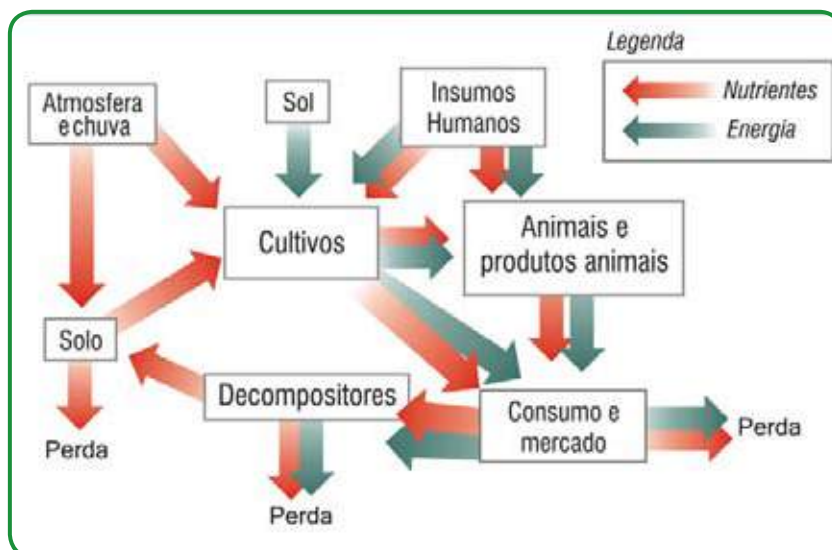 Legenda
Nutrientes
Energia
Atmosfera
e chuva
Sol
Insumos
Humanos
Cultivos
Animais e
produtos animais
Solo
Decompositores
Consumo e
mercado
Perda
Perda
Perda